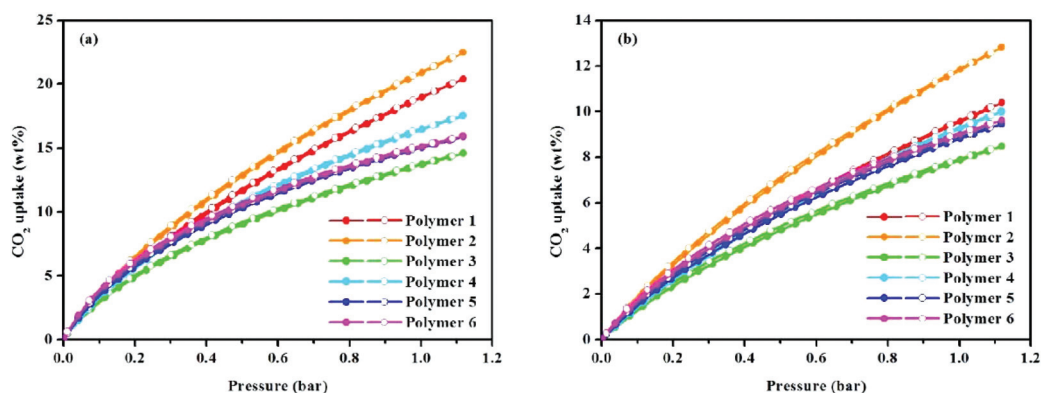 (a)
25
20
15
10
5
0
CO2 uptake (wt%)
Polymer 1
Polymer 2
Polymer 3
Polymer 4
Polymer 5
Polymer 6
0.0 0.2 0.4 0.6 0.8 1.0 1.2
Pressure (bar)
(b)
14
12
10
8
6
4
2
0
CO2 uptake (wt%)
Polymer 1
Polymer 2
Polymer 3
Polymer 4
Polymer 5
Polymer 6
0.0 0.2 0.4 0.6 0.8 1.0 1.2
Pressure (bar)